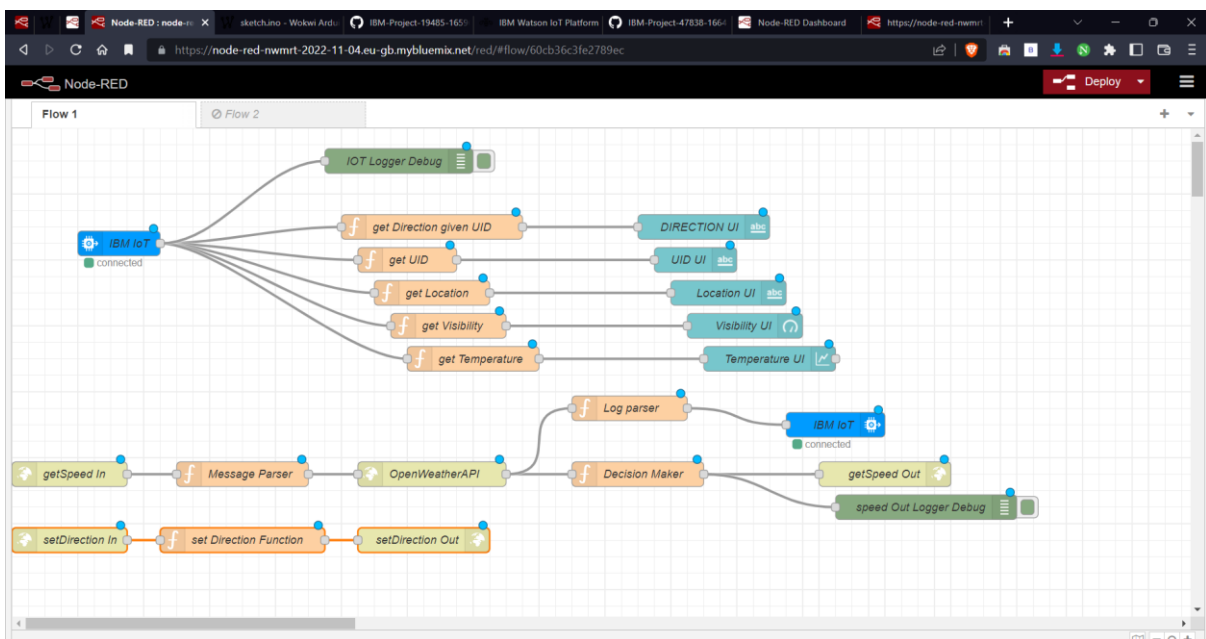 Node-RED : node-re
sketch.ino - Wokwi Ardu
IBM-Project-19485-1659
IBM Watson IoT Platform
IBM-Project-47838-1664
Node-RED Dashboard
https://node-red-nwmrt
https://node-red-nwmrt-2022-11-04.eu-gb.mybluemix.net/red/#flow/60cb36c3fe2789ec
Node-RED
Deploy
Flow 1
Flow 2
IOT Logger Debug
get Direction given UID
DIRECTION UI
abc
IBM IoT
connected
get UID
UID UI
abc
get Location
Location UI
abc
get Visibility
Visibility UI
get Temperature
Temperature UI
Log parser
IBM IoT
connected
getSpeed In
Message Parser
OpenWeatherAPI
Decision Maker
getSpeed Out
speed Out Logger Debug
setDirection In
set Direction Function
setDirection Out